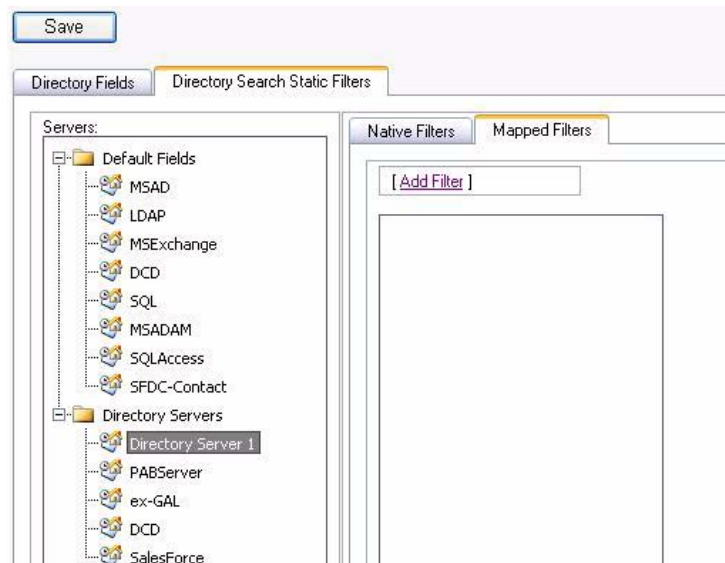 Save
Directory Fields
Directory Search Static Filters
Servers:
Default Fields
MSAD
LDAP
MSExchange
DCD
SQL
MSADAM
SQLAccess
SFDC-Contact
Directory Servers
Directory Server 1
PABServer
ex-GAL
DCD
SalesForce
Native Filters
Mapped Filters
[ Add Filter ]